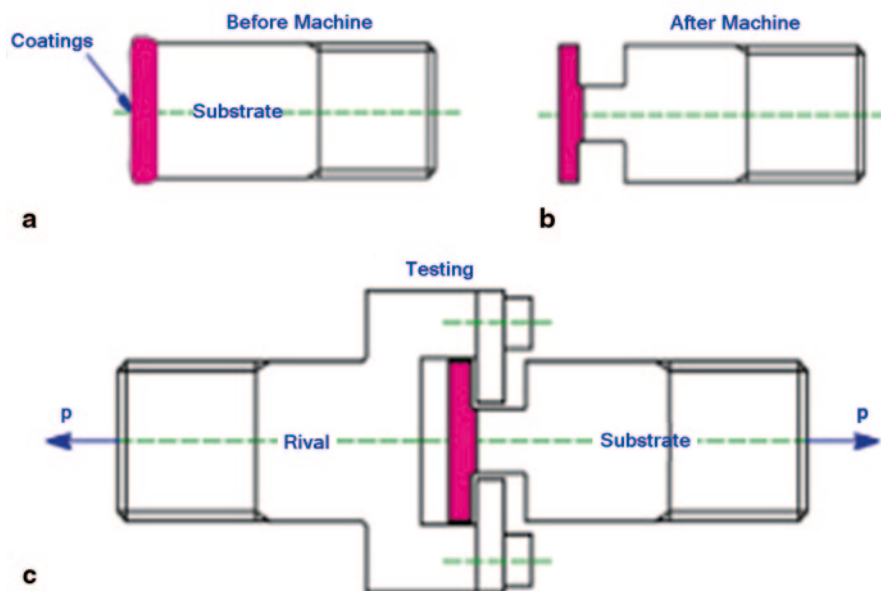 Before Machine
Coatings
Substrate
a
After Machine
b
Testing
p
Rival
Substrate
p
c